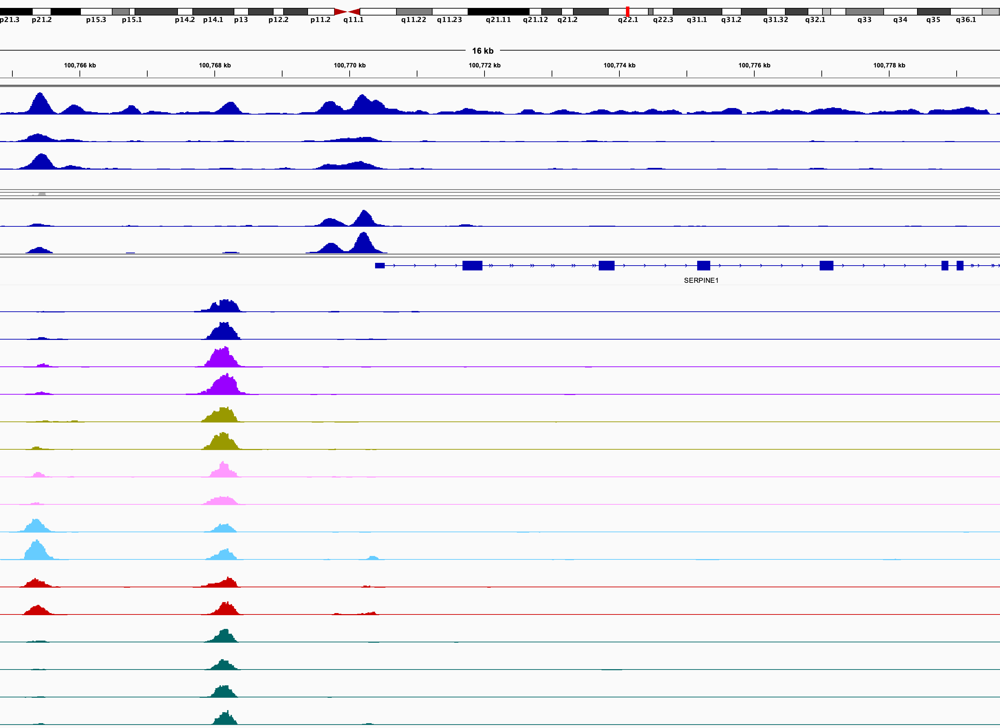 p21.3 p21.2 p15.3 p15.1 p14.2 p14.1 p13 p12.2 p11.2 q11.1 q11.22 q11.23 q21.11 q21.12 q21.2 q22.1 q22.3 q31.1 q31.2 q31.32 q32.1 q33 q34 q35 q36.1
16 kb
100,766 kb 100,768 kb 100,770 kb 100,772 kb 100,774 kb 100,776 kb 100,778 kb
SERPINE1